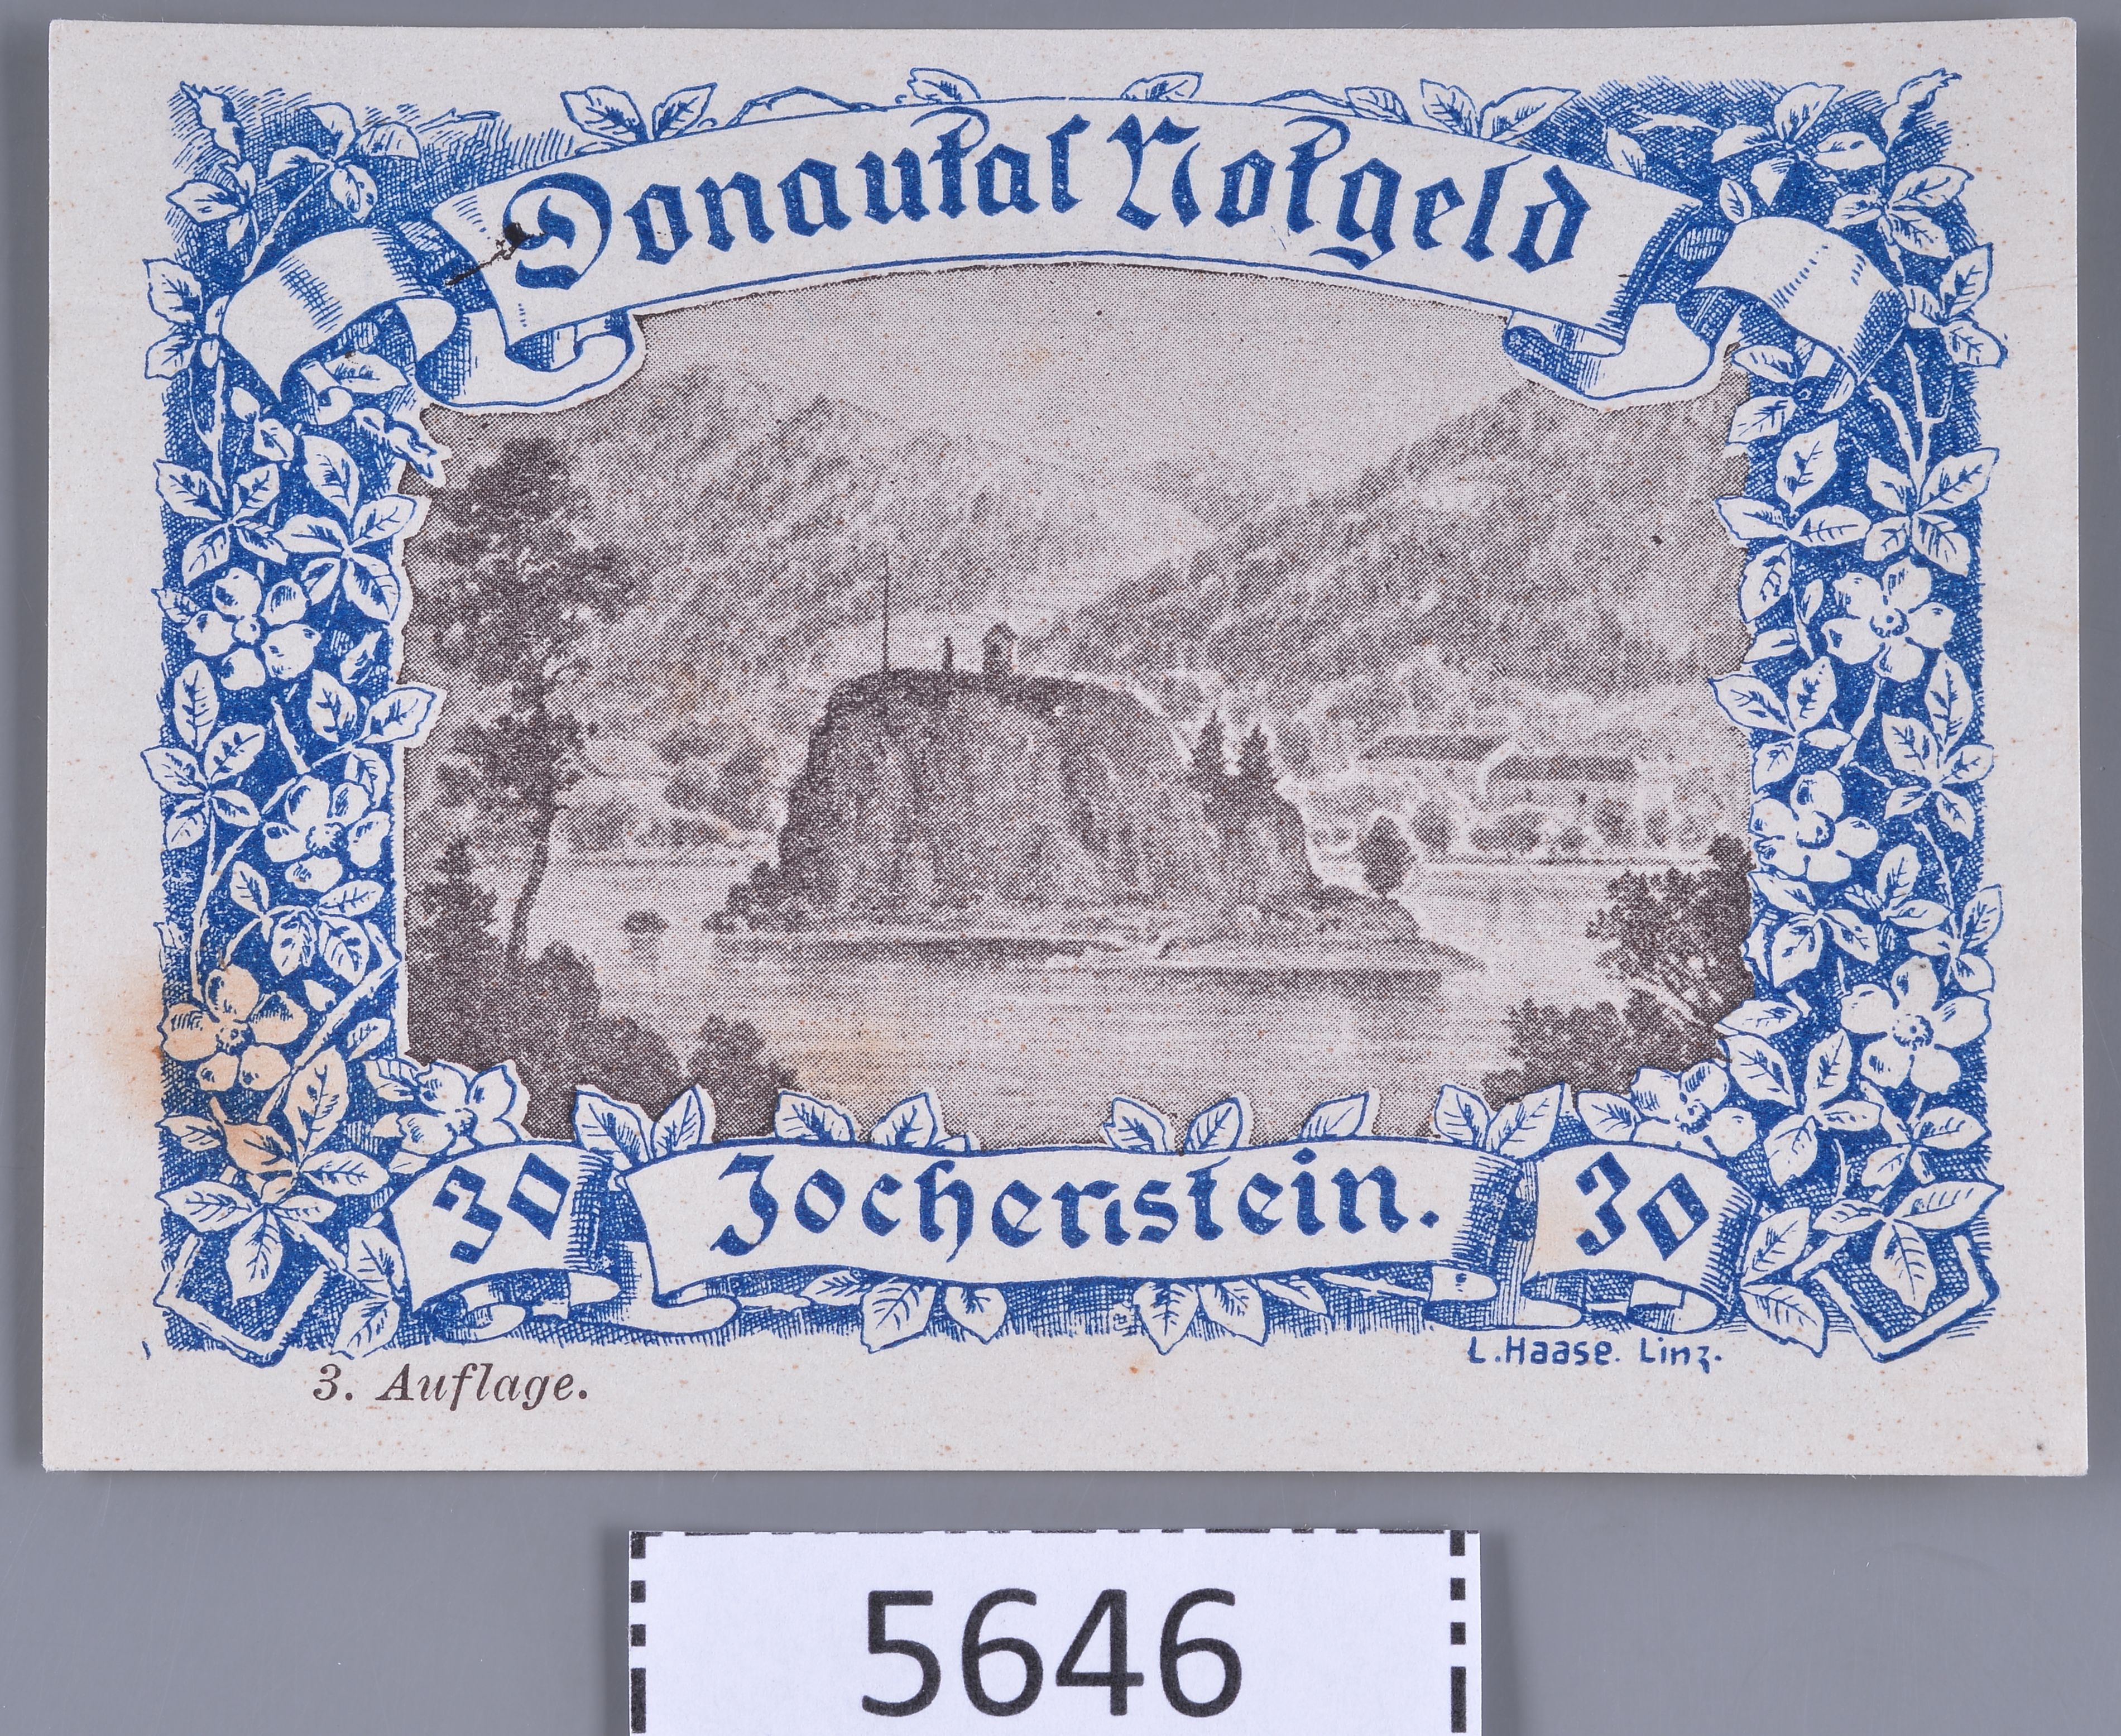 Donautal Notgeld
30 Jochenstein. 30
L. Haase. Linz.
3. Auflage.
5646